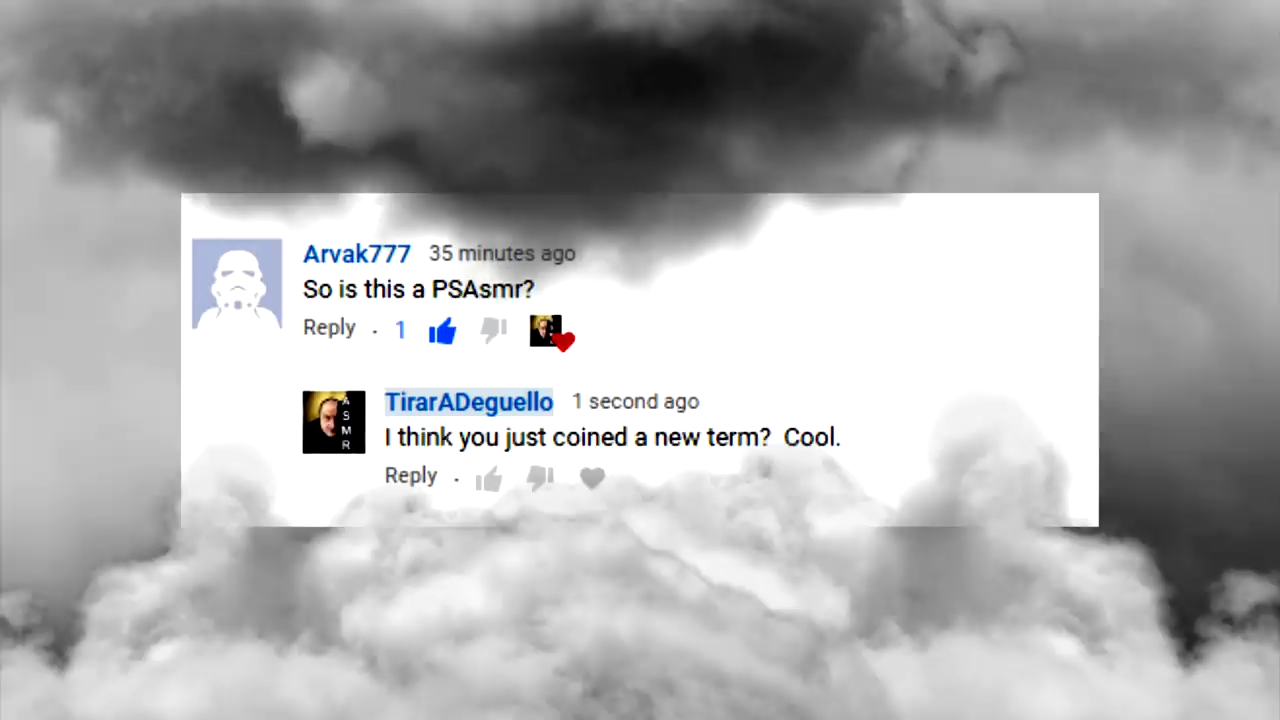 Arvak777 35 minutes ago
So is this a PSAsmr?
Reply . 1
A
S
M
R
TirarADeguello 1 second ago
I think you just coined a new term? Cool.
Reply .